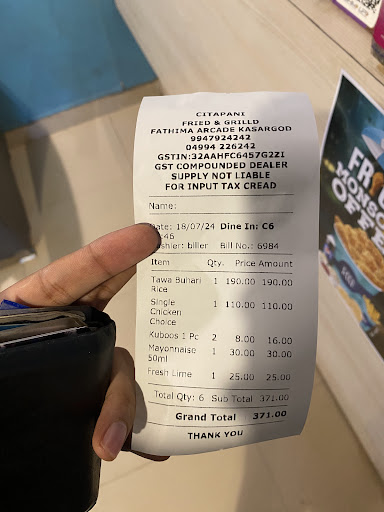 CITAPANI
FRIED & GRILLD
FATHIMA ARCADE KASARGOD
9947924242
04994 226242
GSTIN:32AAHFC6457G2ZI
GST COMPOUNDED DEALER
SUPPLY NOT LIABLE
FOR INPUT TAX CREAD
Name:
Date: 18/07/24 Dine In: C6
:46
Cashier: biller Bill No.: 6984
Item Qty. Price Amount
Tawa Buhari 1 190.00 190.00
Rice
Single 1 110.00 110.00
Chicken
Choice
Kuboos 1 Pc 2 8.00 16.00
Mayonnaise 1 30.00 30.00
50ml
Fresh Lime 1 25.00 25.00
Total Qty: 6 Sub Total 371.00
Grand Total 371.00
THANK YOU